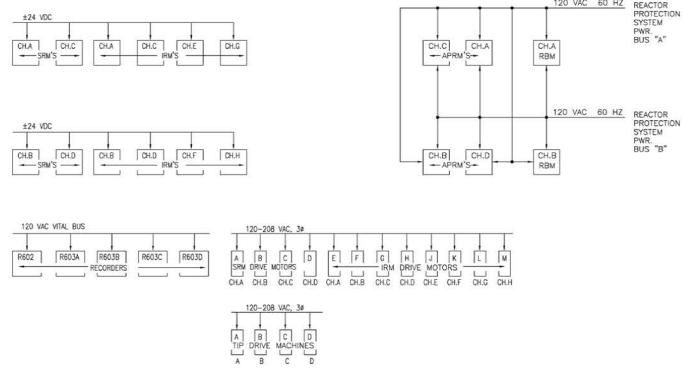 ±24 VDC
CH.A CH.C CH.A CH.C CH.E CH.G
SRM'S IRM'S
120 VAC 60 HZ
REACTOR
PROTECTION
SYSTEM
PWR.
BUS "A"
CH.C CH.A CH.A
APRM'S RBM
±24 VDC
CH.B CH.D CH.B CH.D CH.F CH.H
SRM'S IRM'S
120 VAC 60 HZ
REACTOR
PROTECTION
SYSTEM
PWR.
BUS "B"
CH.B CH.D CH.B
APRM'S RBM
120 VAC VITAL BUS
R602 R603A R603B R603C R603D
RECORDERS
120-208 VAC, 3ø
A B C D E F G H J K L M
SRM DRIVE MOTORS IRM DRIVE MOTORS
CH.A CH.B CH.C CH.D CH.A CH.B CH.C CH.D CH.E CH.F CH.G CH.H
120-208 VAC, 3ø
A B C D
TIP DRIVE MACHINES
A B C D